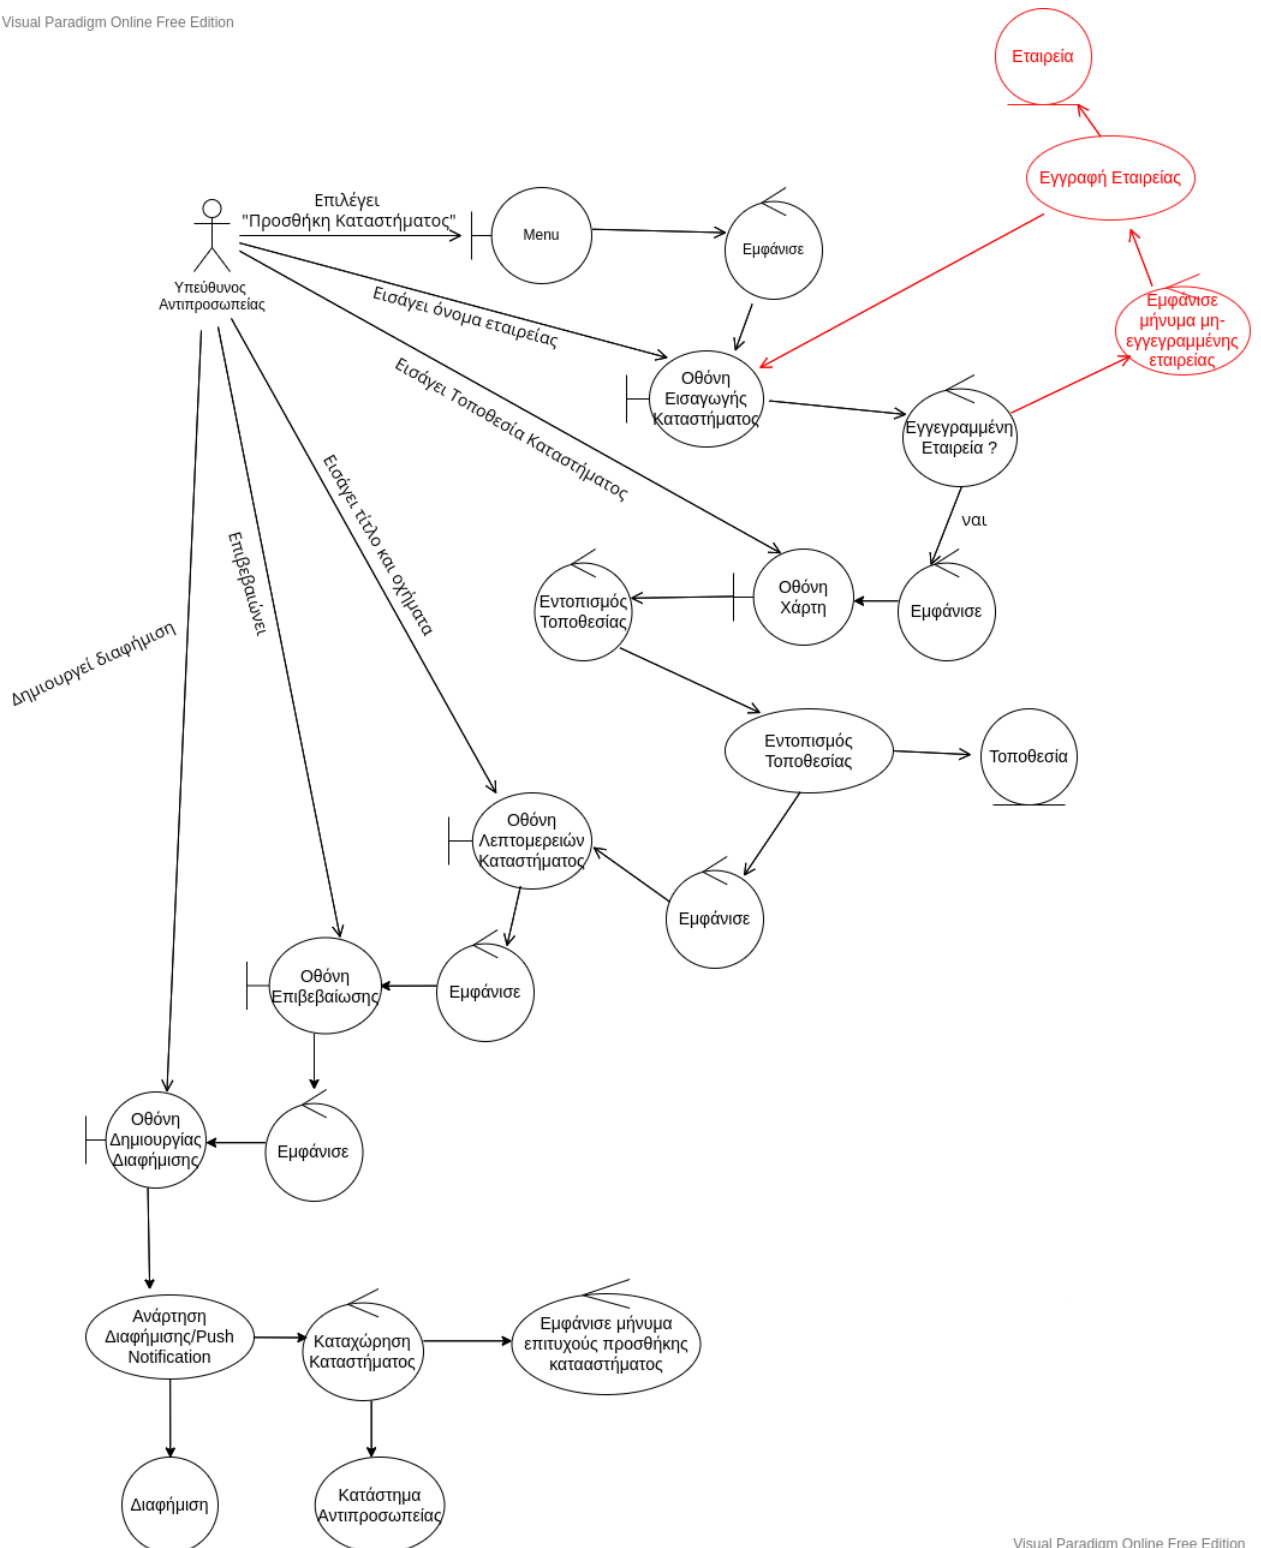 Visual Paradigm Online Free Edition
Εταιρεία
Εγγραφή Εταιρείας
Επιλέγει
"Προσθήκη Καταστήματος"
Menu
Εμφάνισε
Υπεύθυνος
Αντιπροσωπείας
Εισάγει όνομα εταιρείας
Εμφάνισε
μήνυμα μη-
εγγεγραμμένης
εταιρείας
Οθόνη
Εισαγωγής
Καταστήματος
Εισάγει Τοποθεσία Καταστήματος
Εγγεγραμμένη
Εταιρεία ?
Εισάγει τίτλο και οχήματα
ναι
Επιβεβαιώνει
Οθόνη
Χάρτη
Εντοπισμός
Τοποθεσίας
Εμφάνισε
Δημιουργεί διαφήμιση
Εντοπισμός
Τοποθεσίας
Τοποθεσία
Οθόνη
Λεπτομερειών
Καταστήματος
Εμφάνισε
Οθόνη
Επιβεβαίωσης
Εμφάνισε
Οθόνη
Δημιουργίας
Διαφήμισης
Εμφάνισε
Ανάρτηση
Διαφήμισης/Push
Notification
Καταχώρηση
Καταστήματος
Εμφάνισε μήνυμα
επιτυχούς προσθήκης
κατααστήματος
Διαφήμιση
Κατάστημα
Αντιπροσωπείας
Visual Paradigm Online Free Edition